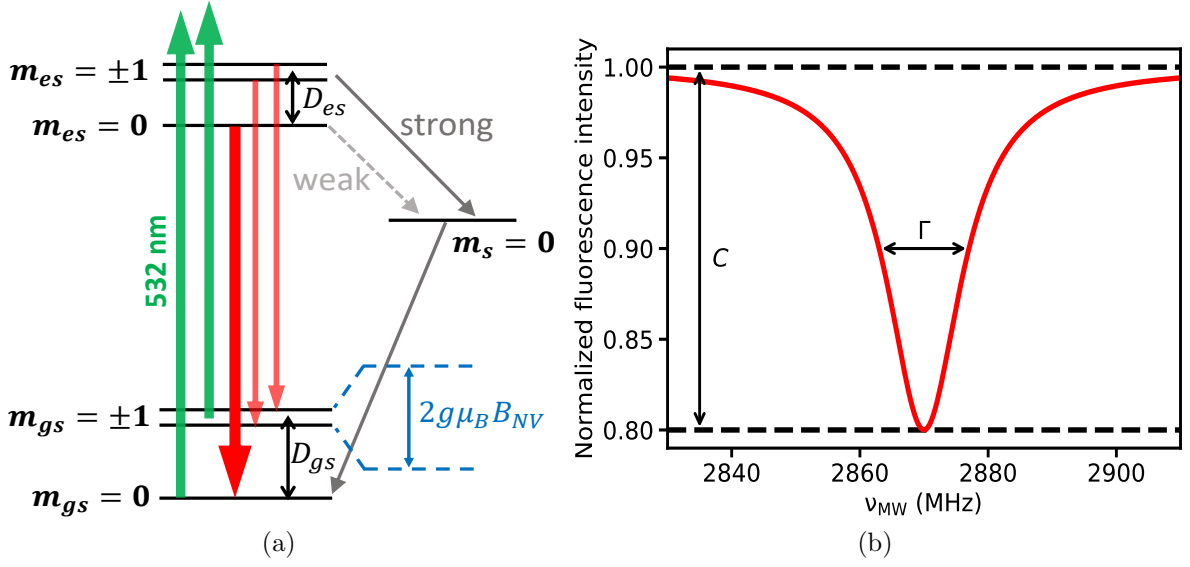 m_es = ±1
D_es
m_es = 0
strong
weak
532 nm
m_s = 0
m_gs = ±1
2gμ_B B_NV
D_gs
m_gs = 0
(a)
Normalized fluorescence intensity
1.00
0.95
0.90
0.85
0.80
Γ
C
2840 2860 2880 2900
ν_MW (MHz)
(b)